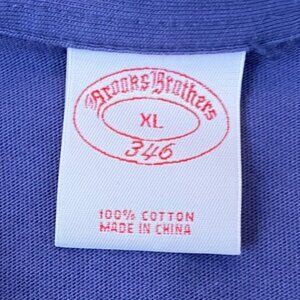 Brooks Brothers
XL
346
100% COTTON
MADE IN CHINA